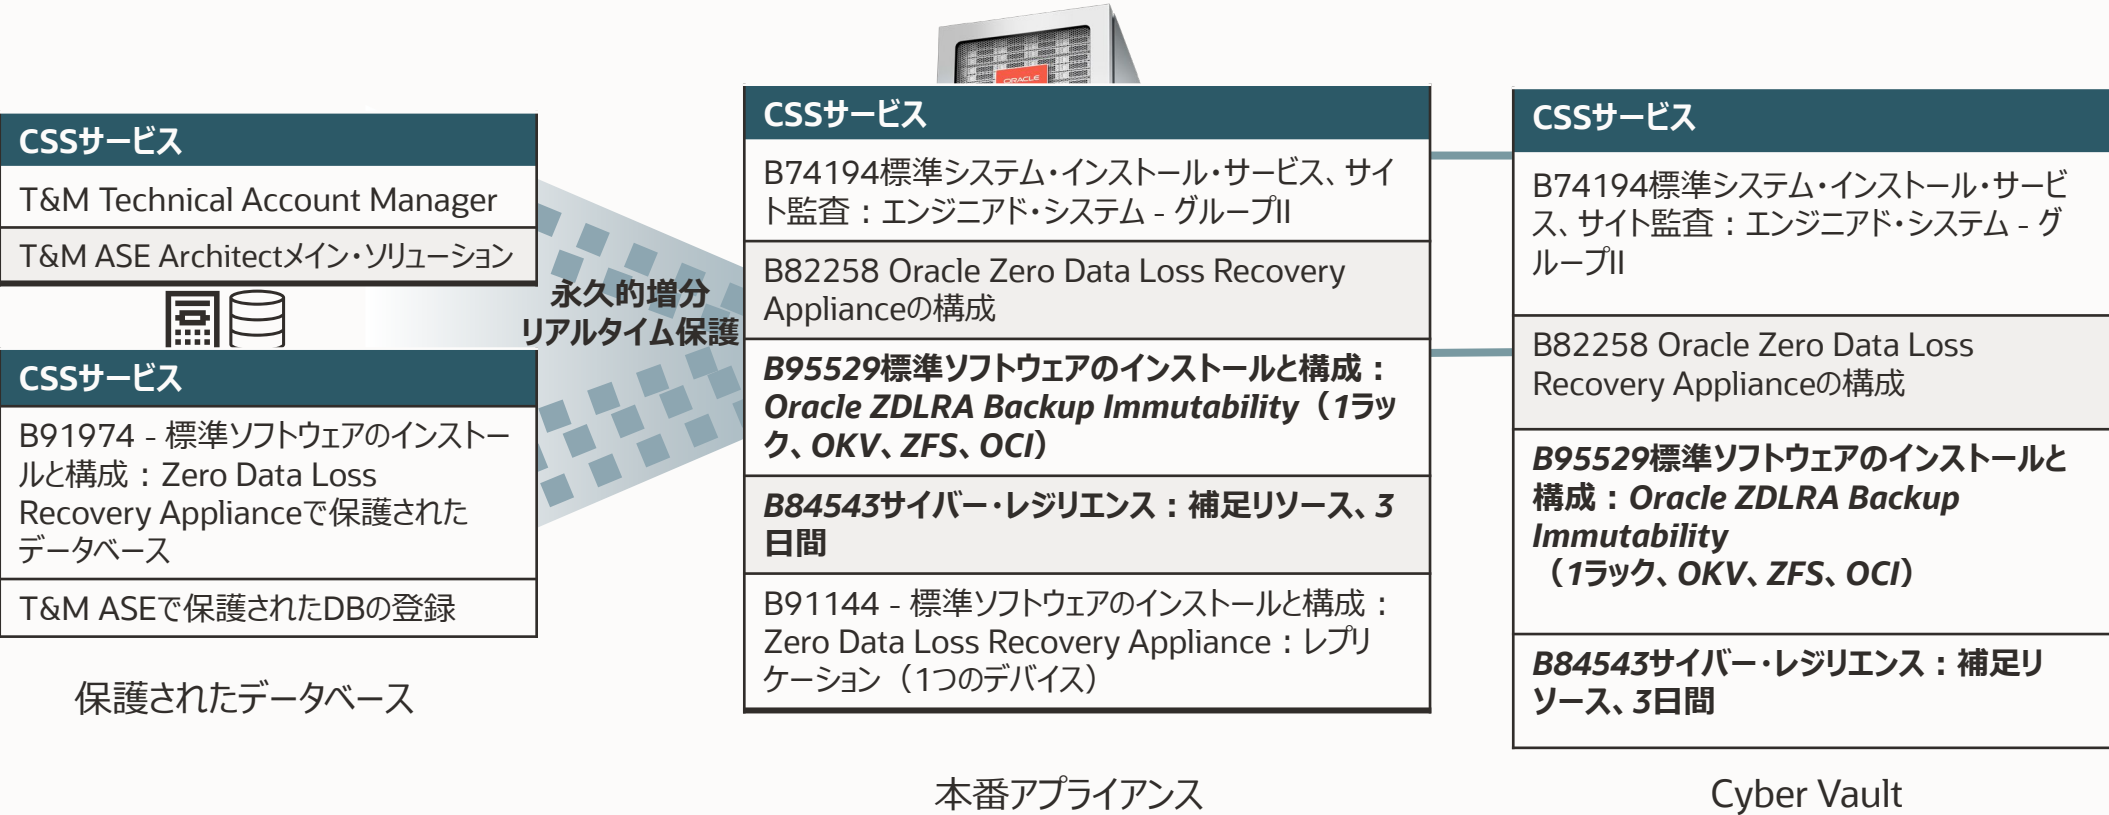 CSSサービス
T&M Technical Account Manager
T&M ASE Architectメイン・ソリューション
CSSサービス
B91974 - 標準ソフトウェアのインストー
ルと構成：Zero Data Loss
Recovery Applianceで保護された
データベース
T&M ASEで保護されたDBの登録
保護されたデータベース
永久的増分
リアルタイム保護
ORACLE
CSSサービス
B74194標準システム・インストール・サービス、サイ
ト監査：エンジニアド・システム - グループII
B82258 Oracle Zero Data Loss Recovery
Applianceの構成
B95529標準ソフトウェアのインストールと構成：
Oracle ZDLRA Backup Immutability（1ラッ
ク、OKV、ZFS、OCI）
B84543サイバー・レジリエンス：補足リソース、3
日間
B91144 - 標準ソフトウェアのインストールと構成：
Zero Data Loss Recovery Appliance：レプリ
ケーション（1つのデバイス）
本番アプライアンス
CSSサービス
B74194標準システム・インストール・サービ
ス、サイト監査：エンジニアド・システム - グ
ループII
B82258 Oracle Zero Data Loss
Recovery Applianceの構成
B95529標準ソフトウェアのインストールと
構成：Oracle ZDLRA Backup
Immutability
（1ラック、OKV、ZFS、OCI）
B84543サイバー・レジリエンス：補足リ
ソース、3日間
Cyber Vault